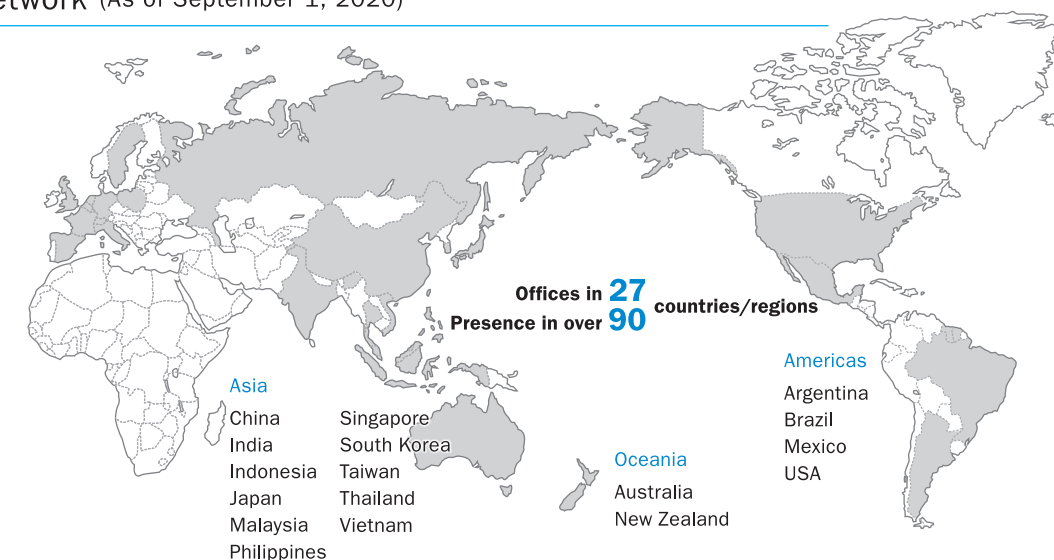 etwork (As of September 1, 2020)
Offices in 27
Presence in over 90
countries/regions
Asia
China
India
Indonesia
Japan
Malaysia
Philippines
Singapore
South Korea
Taiwan
Thailand
Vietnam
Oceania
Australia
New Zealand
Americas
Argentina
Brazil
Mexico
USA